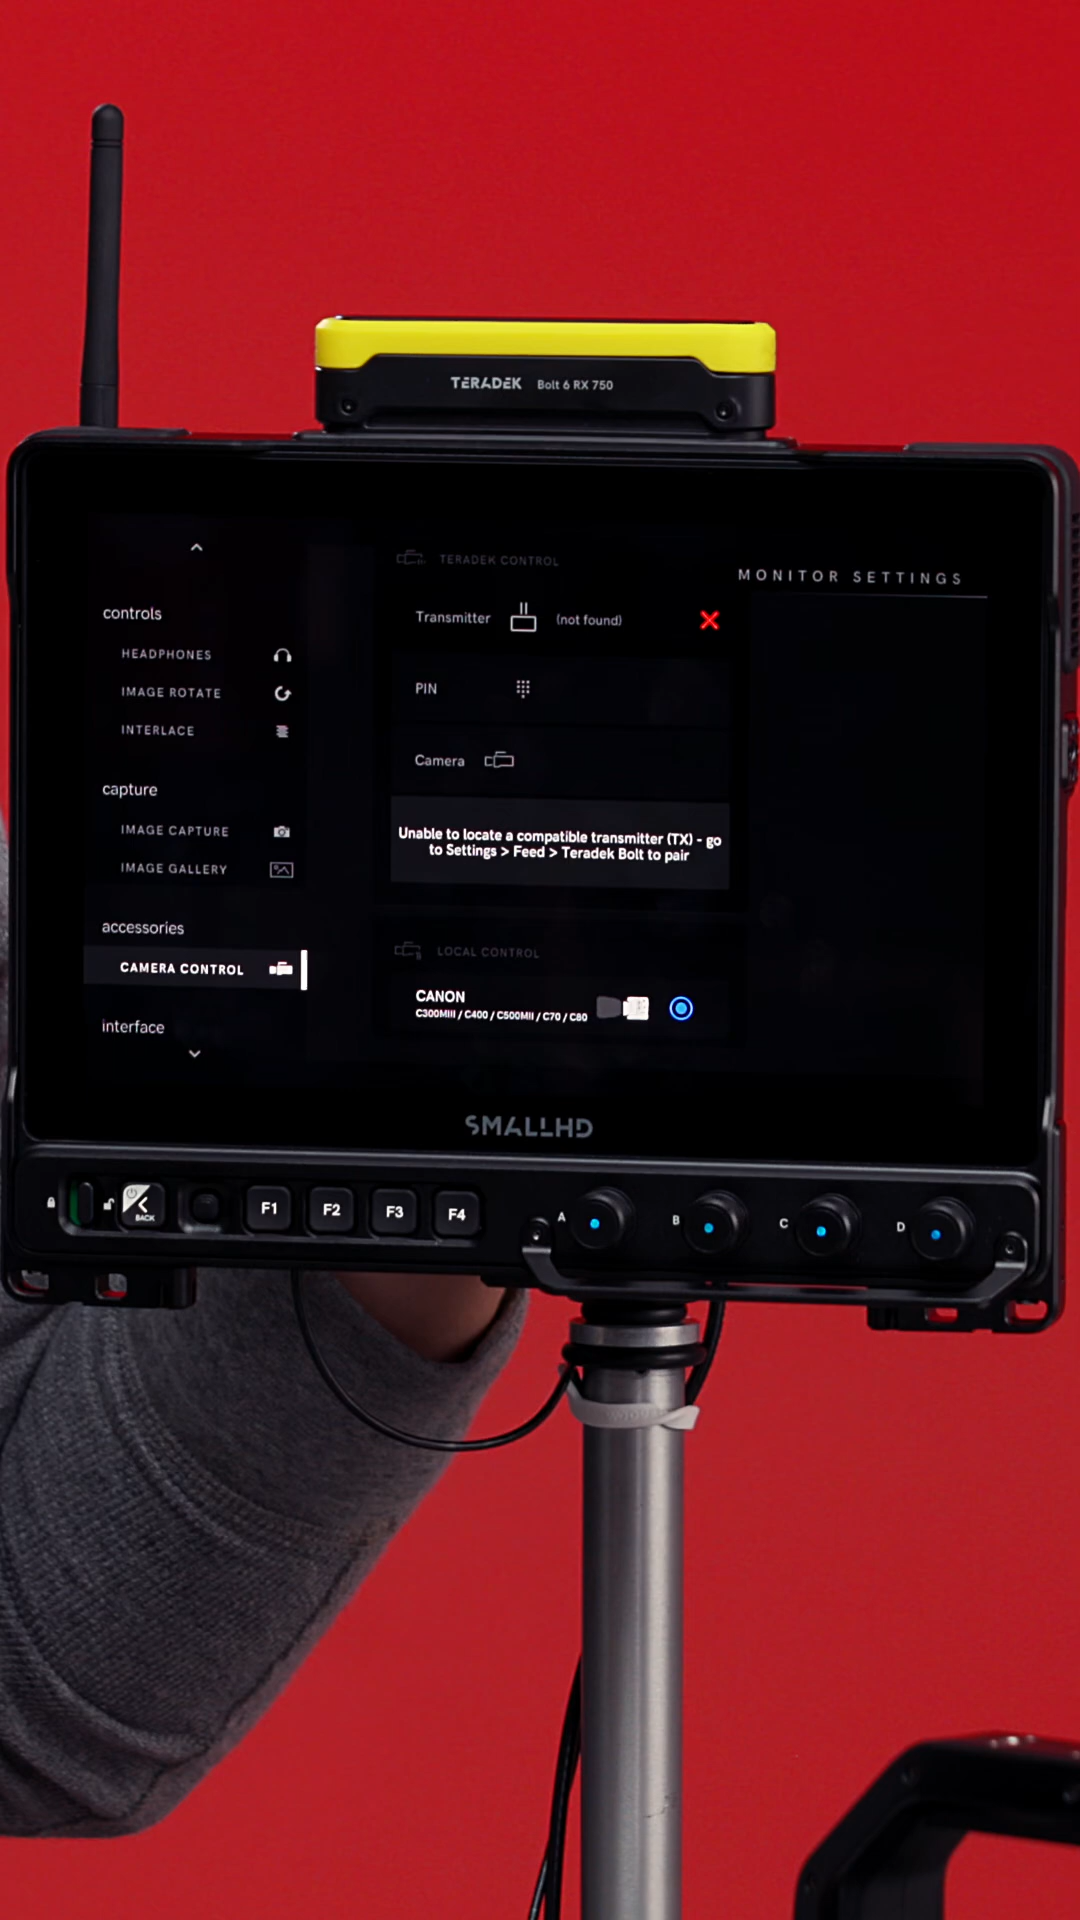 TERADEK Bolt 6 RX 750
MONITOR SETTINGS
controls
HEADPHONES
IMAGE ROTATE
INTERLACE
capture
IMAGE CAPTURE
IMAGE GALLERY
accessories
CAMERA CONTROL
interface
TERADEK CONTROL
Transmitter (not found)
PIN
Camera
Unable to locate a compatible transmitter (TX) - go
to Settings > Feed > Teradek Bolt to pair
LOCAL CONTROL
CANON
C300MIII / C400 / C500MII / C70 / C80
SMALLHD
BACK
F1
F2
F3
F4
A
B
C
D